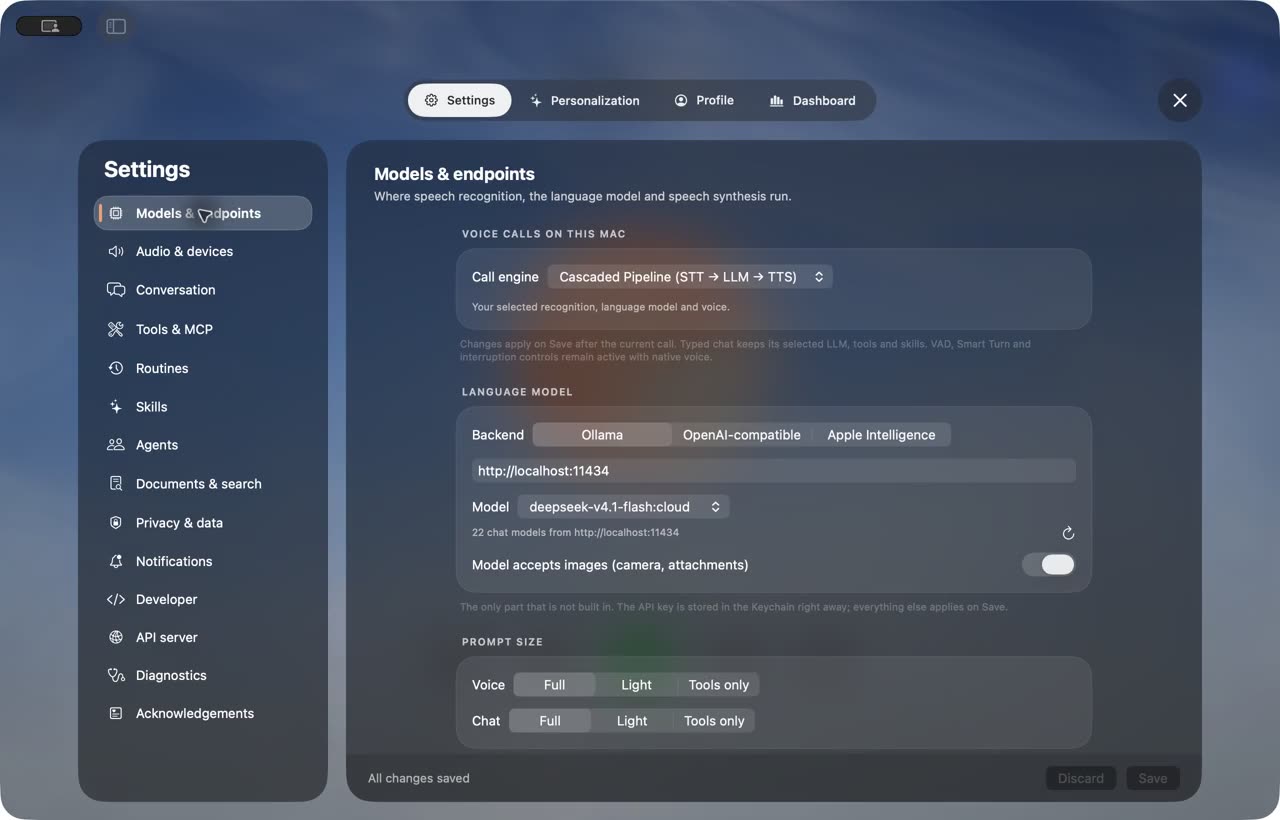 Settings
Personalization
Profile
Dashboard
Settings
Models & endpoints
Audio & devices
Conversation
Tools & MCP
Routines
Skills
Agents
Documents & search
Privacy & data
Notifications
Developer
API server
Diagnostics
Acknowledgements
Models & endpoints
Where speech recognition, the language model and speech synthesis run.
VOICE CALLS ON THIS MAC
Call engine Cascaded Pipeline (STT → LLM → TTS)
Your selected recognition, language model and voice.
Changes apply on Save after the current call. Typed chat keeps its selected LLM, tools and skills. VAD, Smart Turn and
interruption controls remain active with native voice.
LANGUAGE MODEL
Backend Ollama OpenAI-compatible Apple Intelligence
http://localhost:11434
Model deepseek-v4.1-flash:cloud
22 chat models from http://localhost:11434
Model accepts images (camera, attachments)
The only part that is not built in. The API key is stored in the Keychain right away; everything else applies on Save.
PROMPT SIZE
Voice Full Light Tools only
Chat Full Light Tools only
All changes saved
Discard Save